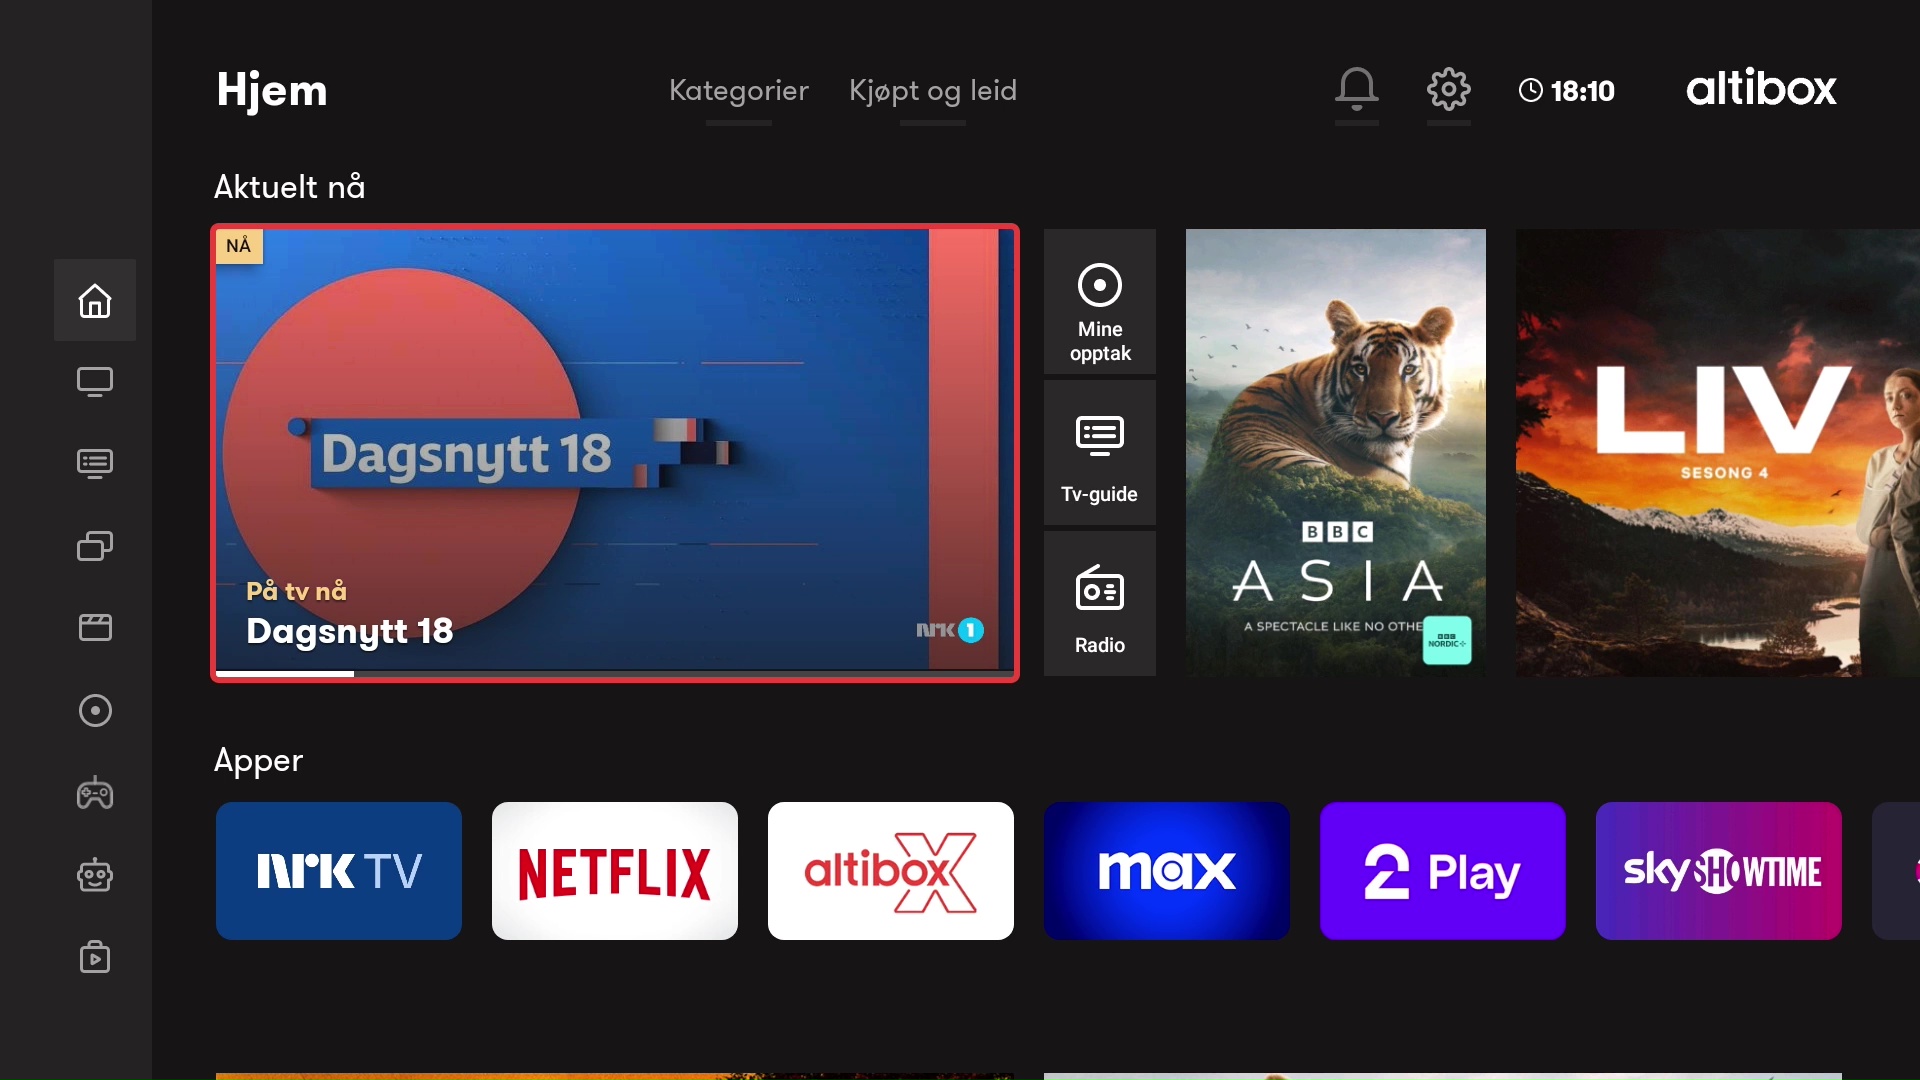 Hjem
Kategorier
Kjøpt og leid
18:10
altibox
Aktuelt nå
NÅ
Dagsnytt 18
På tv nå
Dagsnytt 18
nrk 1
Mine
opptak
Tv-guide
Radio
BBC
ASIA
A SPECTACLE LIKE NO OTHE
BBC
NORDIC+
LIV
SESONG 4
Apper
nrk TV
NETFLIX
altibox X
max
2 Play
sky SHOWTIME